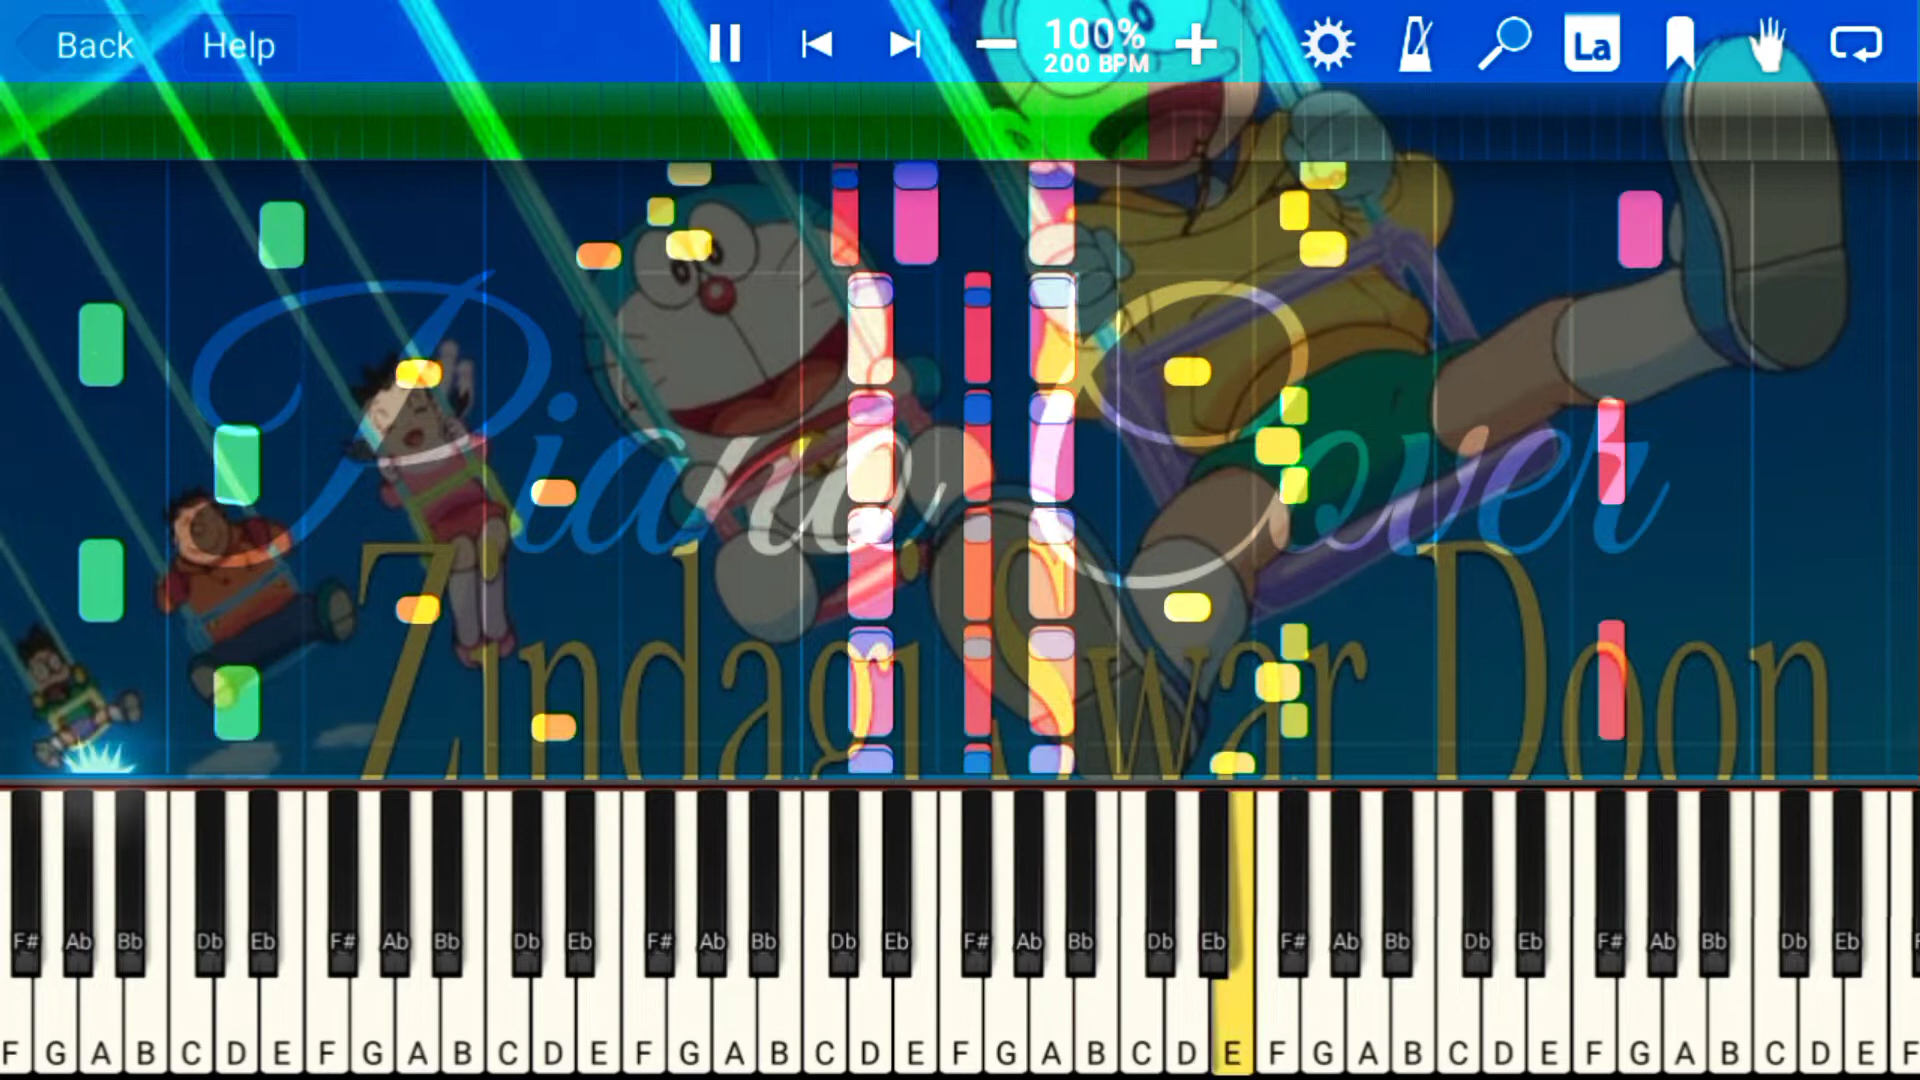 Back Help 100% La
200 BPM
Piano Cover
Zindagi Swar Doon
F# Ab Bb Db Eb F# Ab Bb Db Eb F# Ab Bb Db Eb F# Ab Bb Db Eb F# Ab Bb Db Eb F# Ab Bb Db Eb F
F G A B C D E F G A B C D E F G A B C D E F G A B C D E F G A B C D E F G A B C D E F